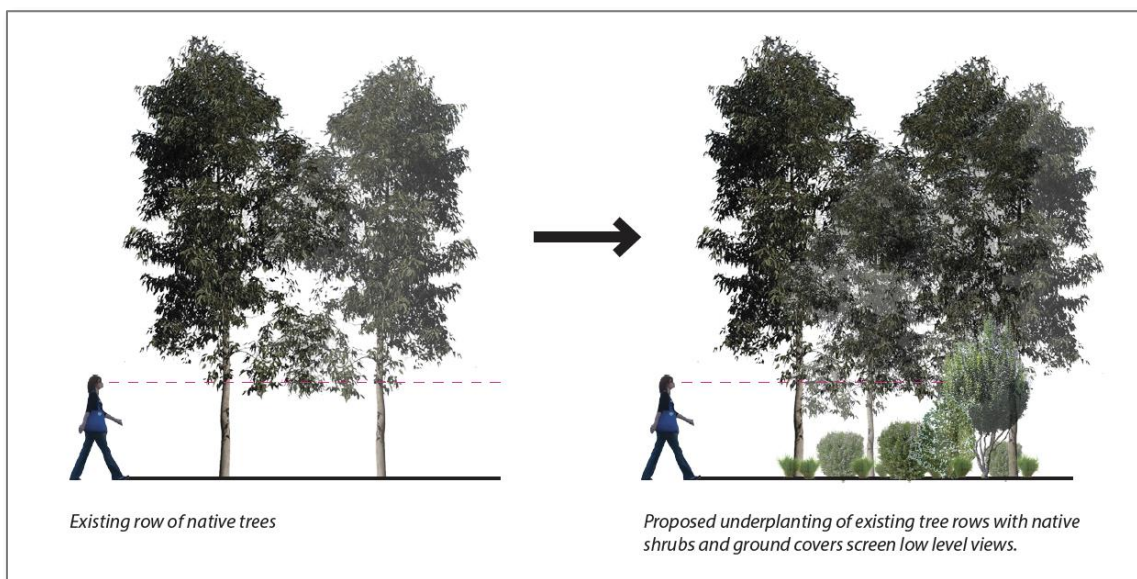 Existing row of native trees
Proposed underplanting of existing tree rows with native
shrubs and ground covers screen low level views.